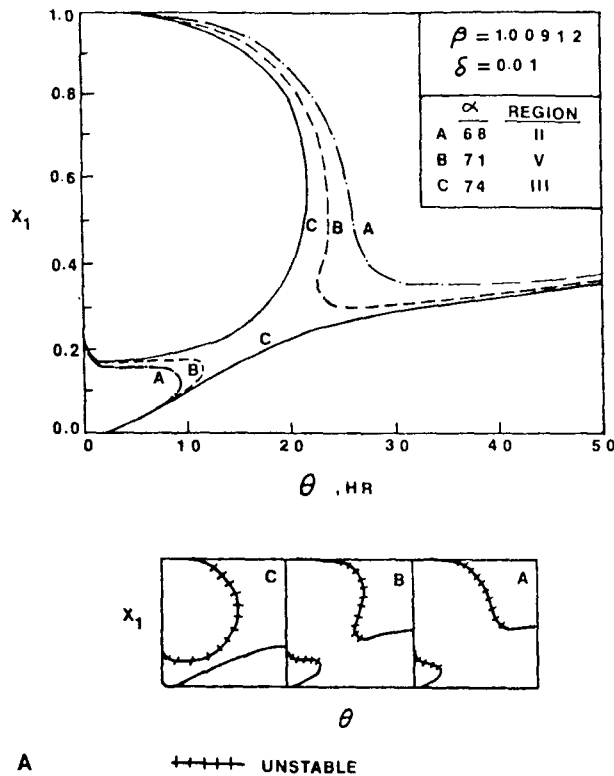 β = 1.00912
δ = 0.01
α REGION
A 68 II
B 71 V
C 74 III
1.0
0.8
0.6
X₁
0.4
0.2
0.0
C B A
C
A B
0 10 20 30 40 50
θ , HR
C B A
X₁
θ
A UNSTABLE